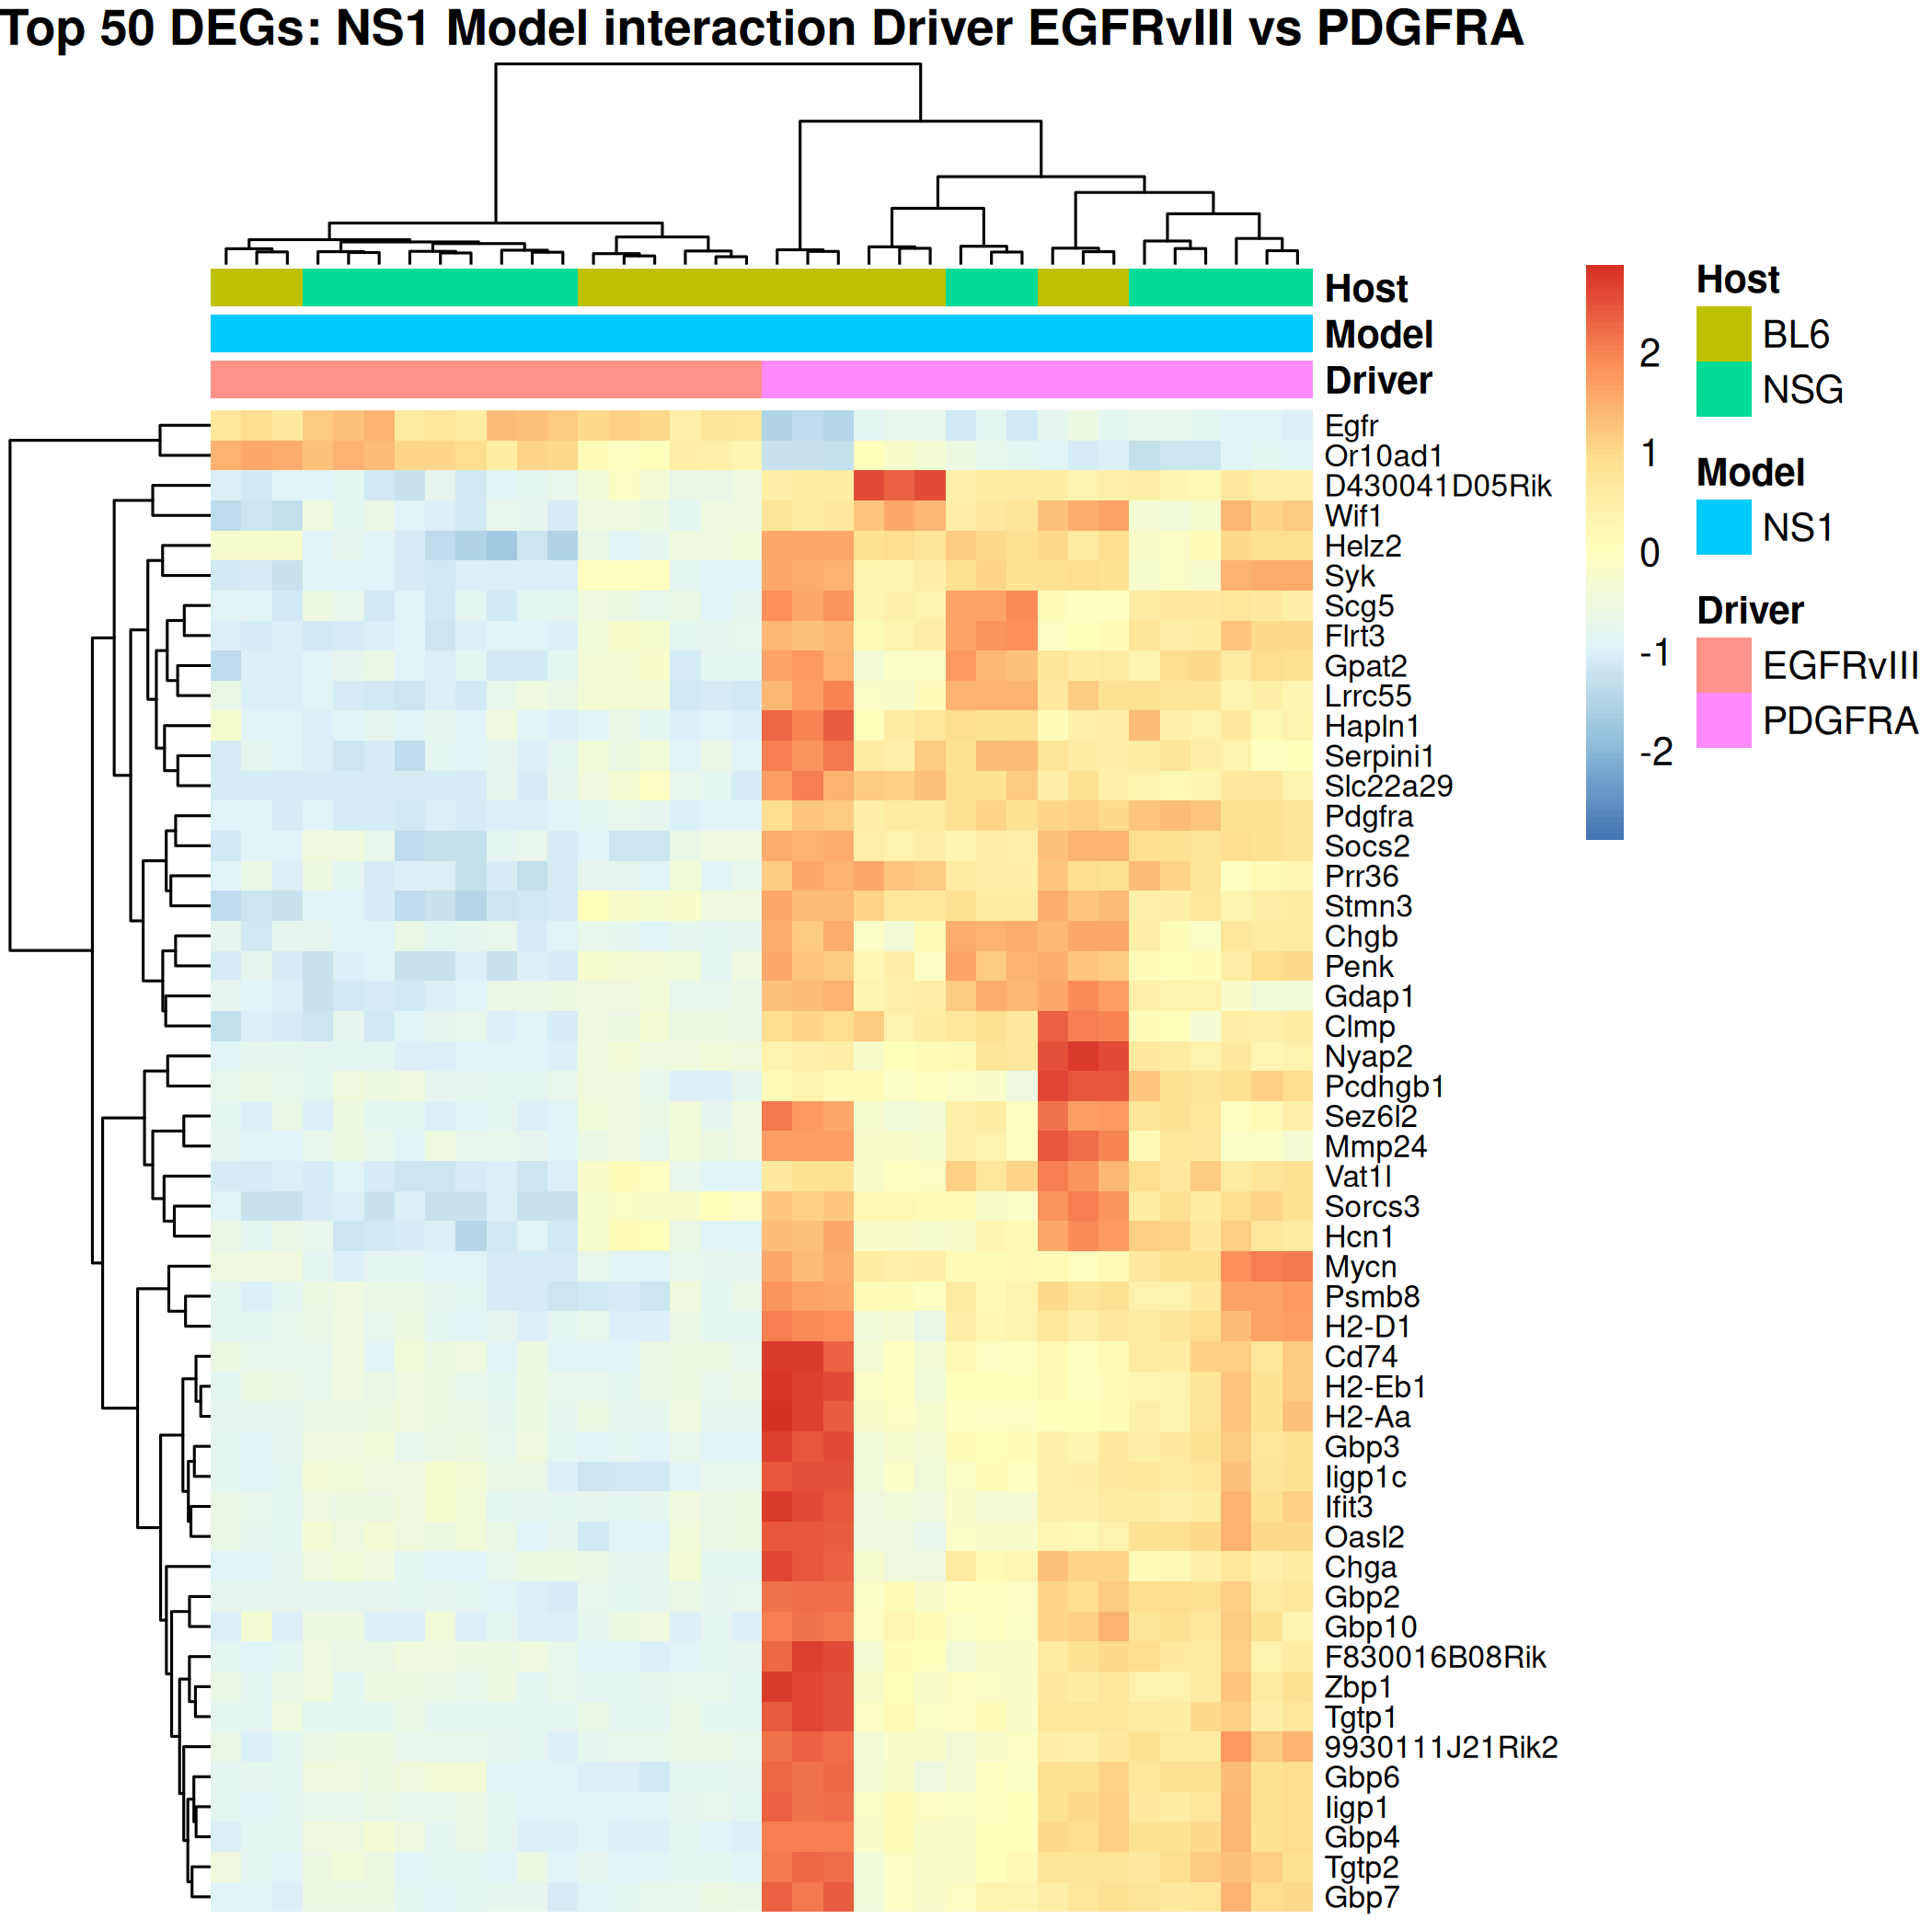 Top 50 DEGs: NS1 Model interaction Driver EGFRvIII vs PDGFRA
Host
Model
Driver
Egfr
Or10ad1
D430041D05Rik
Wif1
Helz2
Syk
Scg5
Flrt3
Gpat2
Lrrc55
Hapln1
Serpini1
Slc22a29
Pdgfra
Socs2
Prr36
Stmn3
Chgb
Penk
Gdap1
Clmp
Nyap2
Pcdhgb1
Sez6l2
Mmp24
Vat1l
Sorcs3
Hcn1
Mycn
Psmb8
H2-D1
Cd74
H2-Eb1
H2-Aa
Gbp3
Iigp1c
Ifit3
Oasl2
Chga
Gbp2
Gbp10
F830016B08Rik
Zbp1
Tgtp1
9930111J21Rik2
Gbp6
Iigp1
Gbp4
Tgtp2
Gbp7
2
1
0
-1
-2
Host
BL6
NSG
Model
NS1
Driver
EGFRvIII
PDGFRA